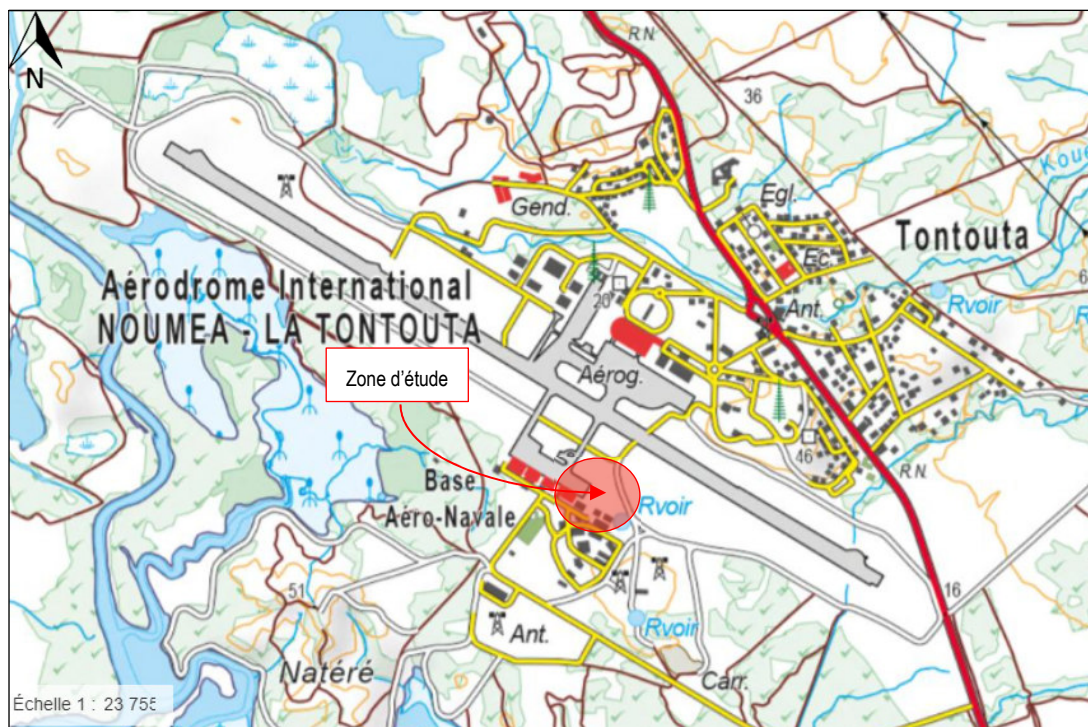 N
R.N.
36
Koue
Gend.
Egl.
Ec.
Tontouta
Aérodrome International
NOUMEA - LA TONTOUTA
20
Rvoir
R
Ant.
Zone d'étude
Aérog.
46
R.N.
Base
Aéro-Navale
Rvoir
51
16
Ant.
Rvoir
Natéré
Carr.
Échelle 1 : 23 755